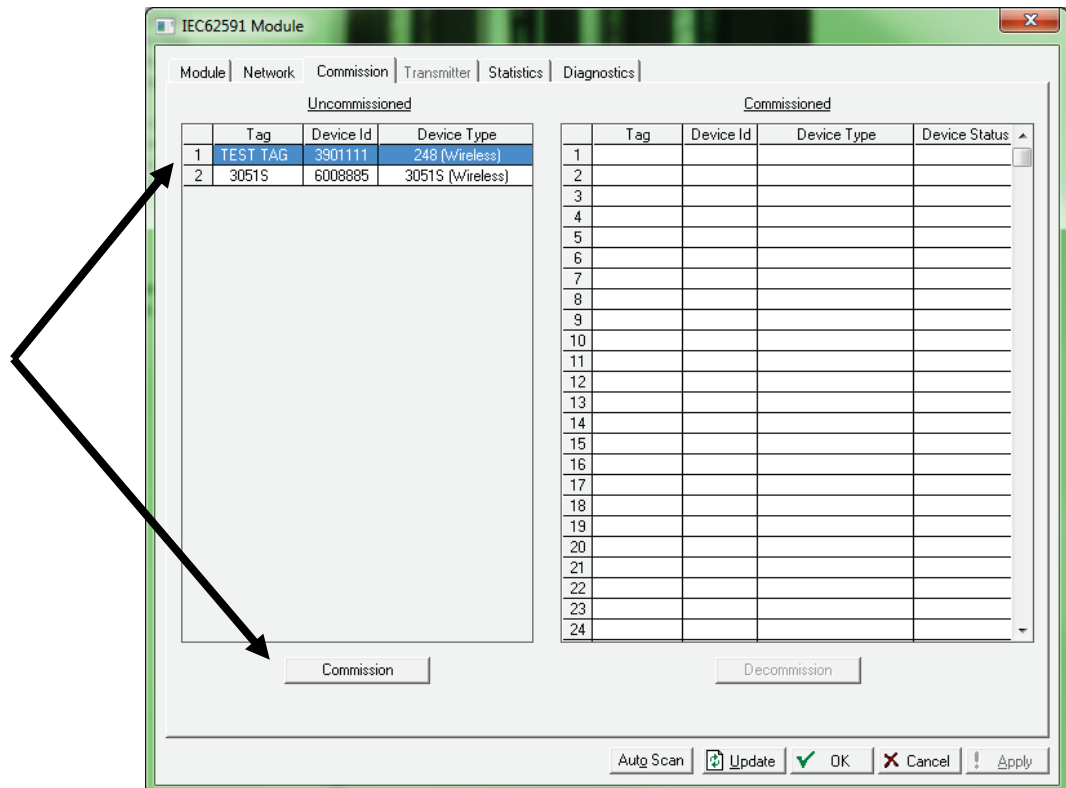 IEC62591 Module
Module Network Commission Transmitter Statistics Diagnostics
Uncommissioned
Tag Device Id Device Type
1 TEST TAG 3901111 248 (Wireless)
2 3051S 6008885 3051S (Wireless)
Commission
Commissioned
Tag Device Id Device Type Device Status
1
2
3
4
5
6
7
8
9
10
11
12
13
14
15
16
17
18
19
20
21
22
23
24
Decommission
Auto Scan Update OK Cancel Apply